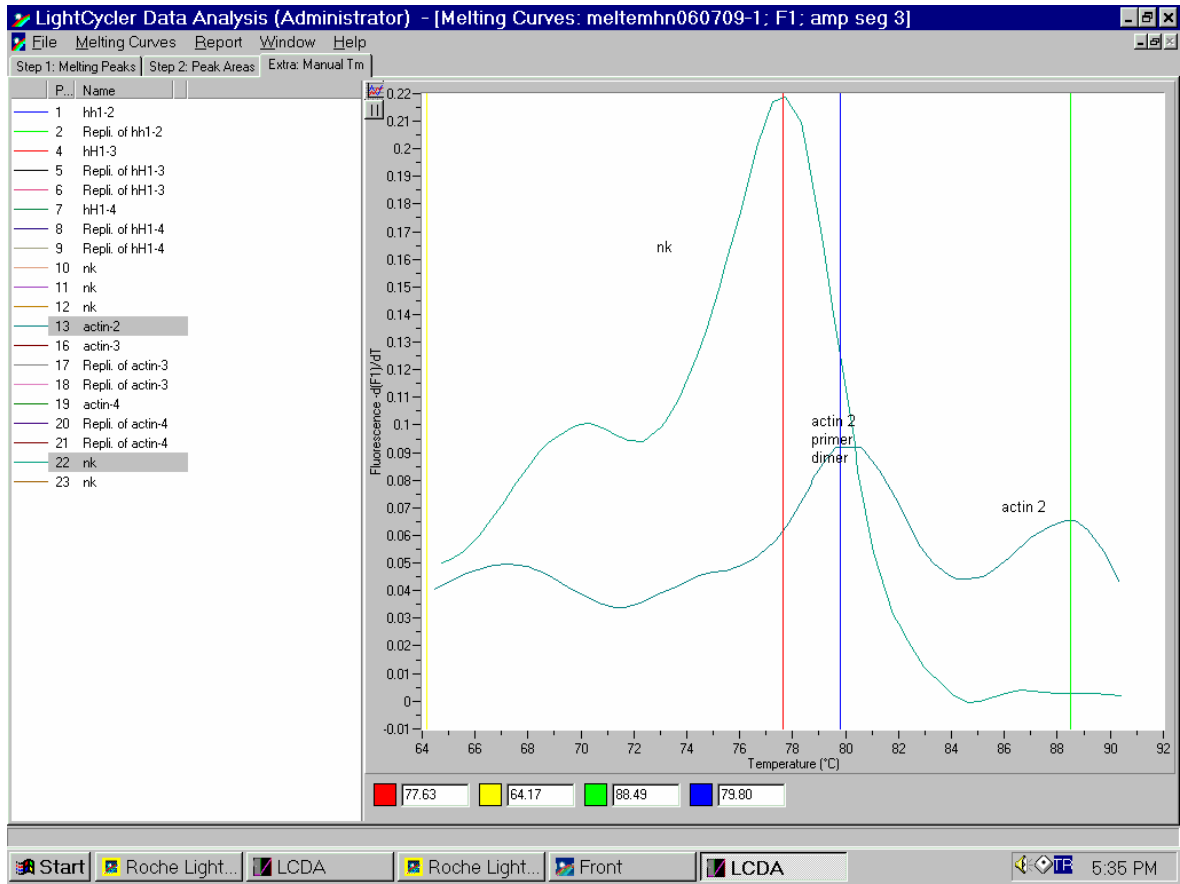 LightCycler Data Analysis (Administrator) - [Melting Curves: meltemhn060709-1; F1; amp seg 3]
File Melting Curves Report Window Help
Step 1: Melting Peaks Step 2: Peak Areas Extra: Manual Tm
P... Name
1 hh1-2
2 Repli. of hh1-2
4 hH1-3
5 Repli. of hH1-3
6 Repli. of hH1-3
7 hH1-4
8 Repli. of hH1-4
9 Repli. of hH1-4
10 nk
11 nk
12 nk
13 actin-2
16 actin-3
17 Repli. of actin-3
18 Repli. of actin-3
19 actin-4
20 Repli. of actin-4
21 Repli. of actin-4
22 nk
23 nk
0.22
0.21
0.2
0.19
0.18
0.17
0.16
0.15
0.14
0.13
0.12
0.11
0.1
0.09
0.08
0.07
0.06
0.05
0.04
0.03
0.02
0.01
0
-0.01
Fluorescence -d(F1)/dT
nk
actin 2
primer
dimer
actin 2
64 66 68 70 72 74 76 78 80 82 84 86 88 90 92
Temperature (°C)
77.63 64.17 88.49 79.80
Start Roche Light... LCDA Roche Light... Front LCDA TR 5:35 PM